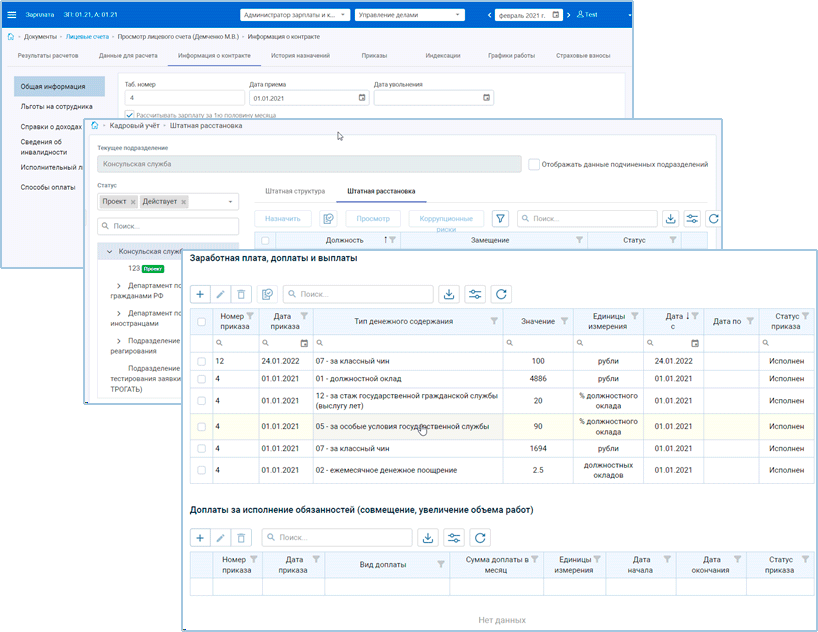 Зарплата ЗП: 01.21, А: 01.21 Администратор зарплаты и к... Управление делами февраль 2021 г. Test
Документы Лицевые счета Просмотр лицевого счета (Демченко М.В.) Информация о контракте
Результаты расчетов Данные для расчета Информация о контракте История назначений Приказы Индексации Графики работы Страховые взносы
Общая информация
Льготы на сотрудника
Справки о доходах
Сведения об
инвалидности
Исполнительный л
Способы оплаты
Таб. номер Дата приема Дата увольнения
4 01.01.2021
Рассчитывать зарплату за 1ю половину месяца
Кадровый учёт Штатная расстановка
Текущее подразделение
Консульская служба Отображать данные подчиненных подразделений
Статус
Проект × Действует ×
Поиск...
Консульская служб
123 Проект
Департамент по
гражданами РФ
Департамент по
иностранцами
Подразделение
реагирования
Подразделение
тестирования заявки
ТРОГАТЬ)
Штатная структура Штатная расстановка
Назначить Просмотр Коррупционные
риски Поиск...
Должность Замещение Статус
Заработная плата, доплаты и выплаты
Поиск...
Номер
приказа Дата
приказа Тип денежного содержания Значение Единицы
измерения Дата
с Дата по Статус
приказа
12 24.01.2022 07 - за классный чин 100 рубли 24.01.2022 Исполнен
4 01.01.2021 01 - должностной оклад 4886 рубли 01.01.2021 Исполнен
4 01.01.2021 12 - за стаж государственной гражданской службы
(выслугу лет) 20 % должностного
оклада 01.01.2021 Исполнен
4 01.01.2021 05 - за особые условия государственной службы 90 % должностного
оклада 01.01.2021 Исполнен
4 01.01.2021 07 - за классный чин 1694 рубли 01.01.2021 Исполнен
4 01.01.2021 02 - ежемесячное денежное поощрение 2.5 должностных
окладов 01.01.2021 Исполнен
Доплаты за исполнение обязанностей (совмещение, увеличение объема работ)
Поиск...
Номер
приказа Дата
приказа Вид доплаты Сумма доплаты в
месяц Единицы
измерения Дата
начала Дата
окончания Статус
приказа
Нет данных